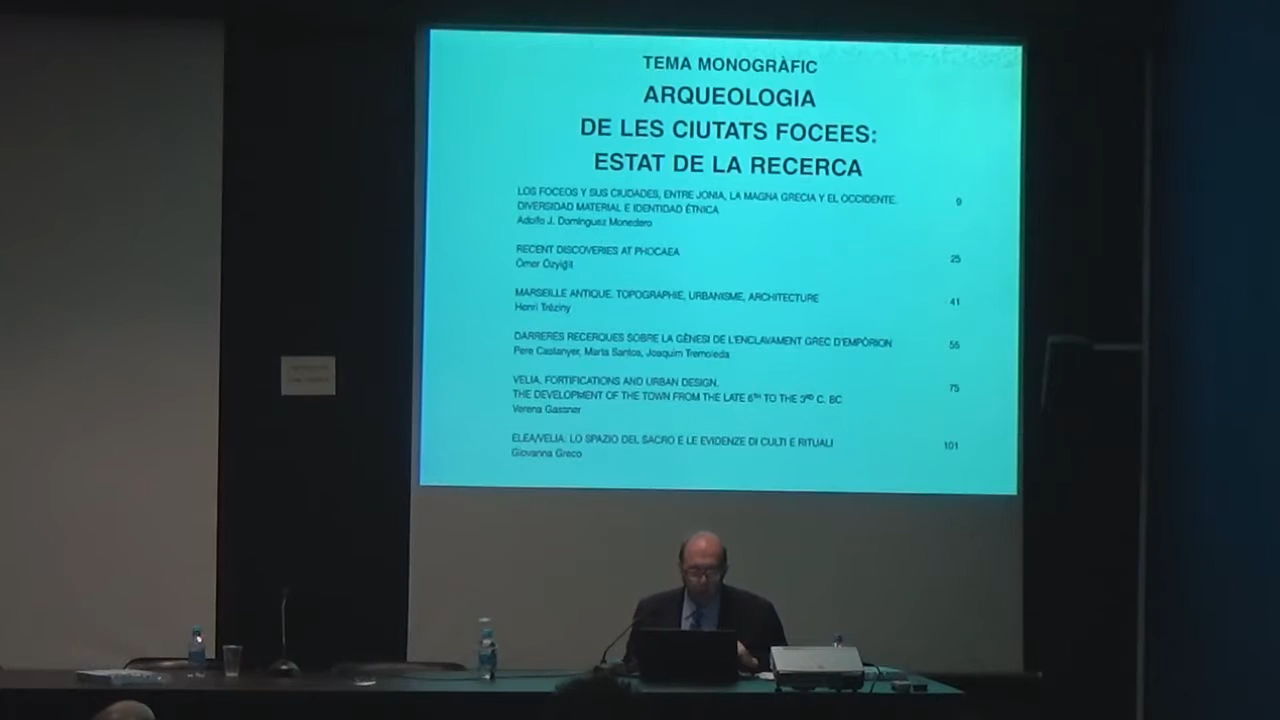 TEMA MONOGRÀFIC
ARQUEOLOGIA
DE LES CIUTATS FOCEES:
ESTAT DE LA RECERCA
LOS FOCEOS Y SUS CIUDADES, ENTRE JONIA, LA MAGNA GRECIA Y EL OCCIDENTE. 9
DIVERSIDAD MATERIAL E IDENTIDAD ÉTNICA
Adolfo J. Domínguez Monedero
RECENT DISCOVERIES AT PHOCAEA 25
Ömer Özyiğit
MARSEILLE ANTIQUE. TOPOGRAPHIE, URBANISME, ARCHITECTURE 41
Henri Tréziny
DARRERES RECERQUES SOBRE LA GÈNESI DE L'ENCLAVAMENT GREC D'EMPÒRION 55
Pere Castanyer, Marta Santos, Joaquim Tremoleda
VELIA. FORTIFICATIONS AND URBAN DESIGN. 75
THE DEVELOPMENT OF THE TOWN FROM THE LATE 6TH TO THE 3RD C. BC
Verena Gassner
ELEA/VELIA: LO SPAZIO DEL SACRO E LE EVIDENZE DI CULTI E RITUALI 101
Giovanna Greco